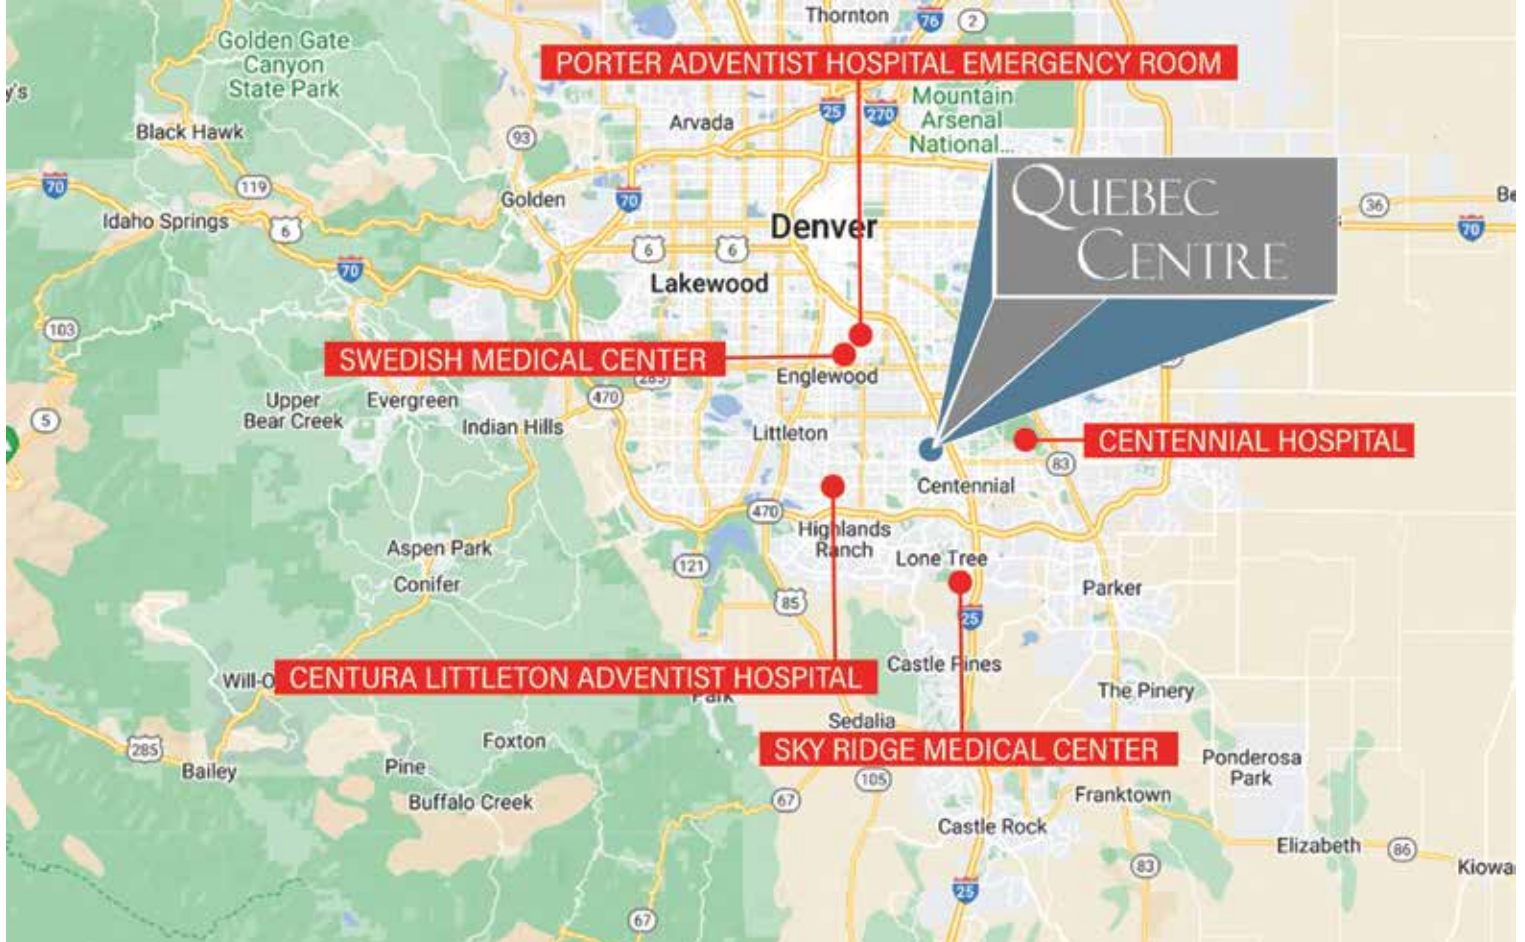 Thornton
76
2
Golden Gate
Canyon
State Park
PORTER ADVENTIST HOSPITAL EMERGENCY ROOM
y's
Mountain
Arsenal
National...
25
270
Arvada
Black Hawk
93
70
119
Golden
70
QUEBEC
CENTRE
Idaho Springs
6
Denver
36
Be
70
6
6
70
Lakewood
103
SWEDISH MEDICAL CENTER
Englewood
285
470
Upper
Bear Creek
Evergreen
5
Indian Hills
Littleton
CENTENNIAL HOSPITAL
83
Centennial
470
Highlands
Ranch
Aspen Park
Lone Tree
121
Conifer
Parker
85
25
Castle Pines
Will-O
CENTURA LITTLETON ADVENTIST HOSPITAL
Park
The Pinery
Sedalia
SKY RIDGE MEDICAL CENTER
285
Foxton
Bailey
Pine
Ponderosa
Park
105
Buffalo Creek
67
Franktown
Castle Rock
Elizabeth
86
83
Kiowa
25
67